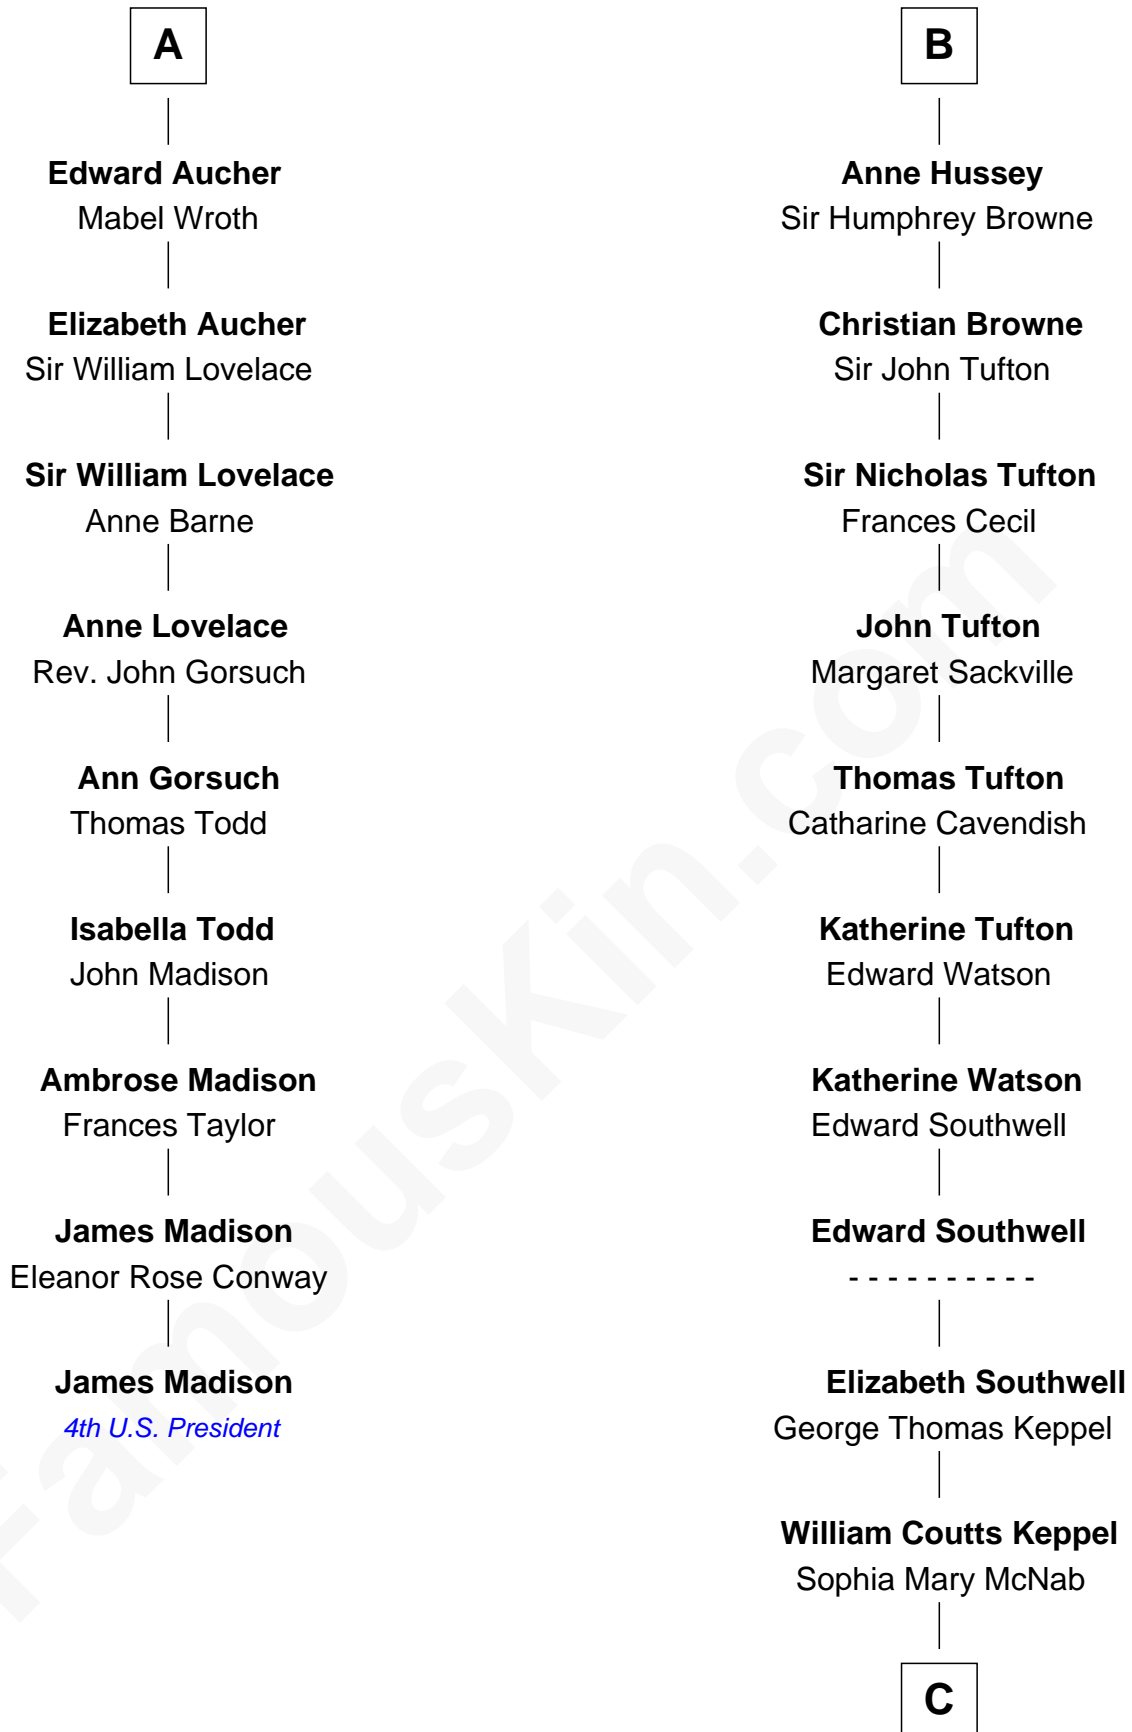 A
Edward Aucher
Mabel Wroth
Elizabeth Aucher
Sir William Lovelace
Sir William Lovelace
Anne Barne
Anne Lovelace
Rev. John Gorsuch
Ann Gorsuch
Thomas Todd
Isabella Todd
John Madison
Ambrose Madison
Frances Taylor
James Madison
Eleanor Rose Conway
James Madison
4th U.S. President
B
Anne Hussey
Sir Humphrey Browne
Christian Browne
Sir John Tufton
Sir Nicholas Tufton
Frances Cecil
John Tufton
Margaret Sackville
Thomas Tufton
Catharine Cavendish
Katherine Tufton
Edward Watson
Katherine Watson
Edward Southwell
Edward Southwell
- - - - - - - - - -
Elizabeth Southwell
George Thomas Keppel
William Coutts Keppel
Sophia Mary McNab
C
FamousKin.com